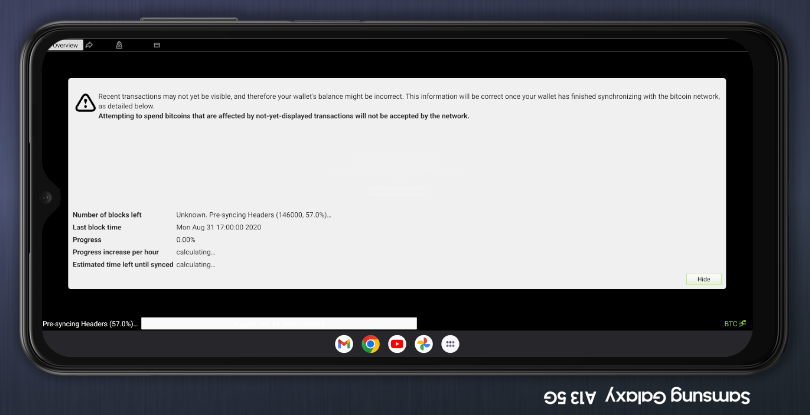 Overview
Recent transactions may not yet be visible, and therefore your wallet's balance might be incorrect. This information will be correct once your wallet has finished synchronizing with the bitcoin network,
as detailed below.
Attempting to spend bitcoins that are affected by not-yet-displayed transactions will not be accepted by the network.
Number of blocks left Unknown. Pre-syncing Headers (146000, 57.0%)...
Last block time Mon Aug 31 17:00:00 2020
Progress 0.00%
Progress increase per hour calculating...
Estimated time left until synced calculating...
Hide
Pre-syncing Headers (57.0%)...
BTC
Samsung Galaxy A13 5G